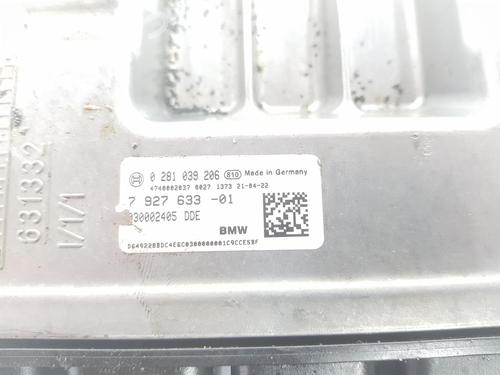 0 281 039 206 810 Made in Germany
4740002037 0027 1373 21-04-22
7 927 633 -01
030002405 DDE
BMW
631332
1/1/1